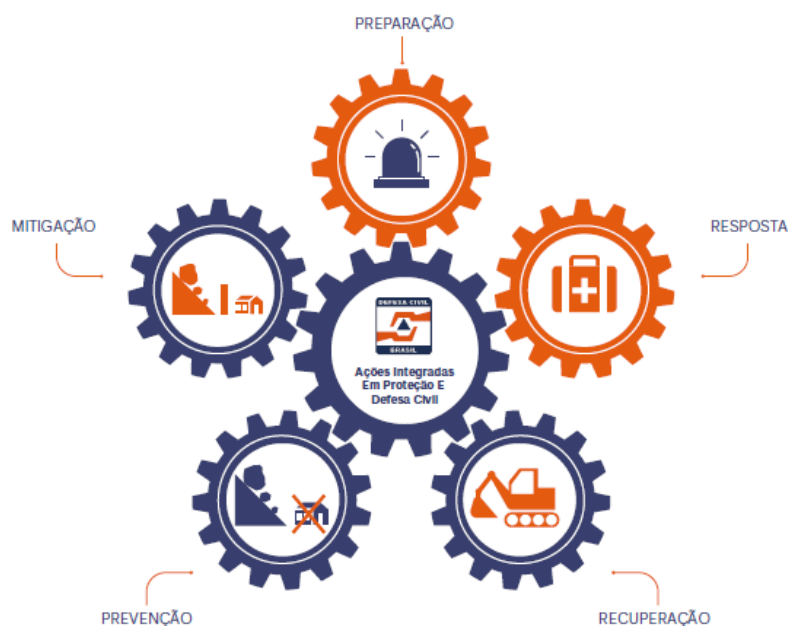 PREPARAÇÃO
MITIGAÇÃO
RESPOSTA
DEFESA CIVIL
BRASIL
Ações Integradas
Em Proteção E
Defesa Civil
PREVENÇÃO
RECUPERAÇÃO